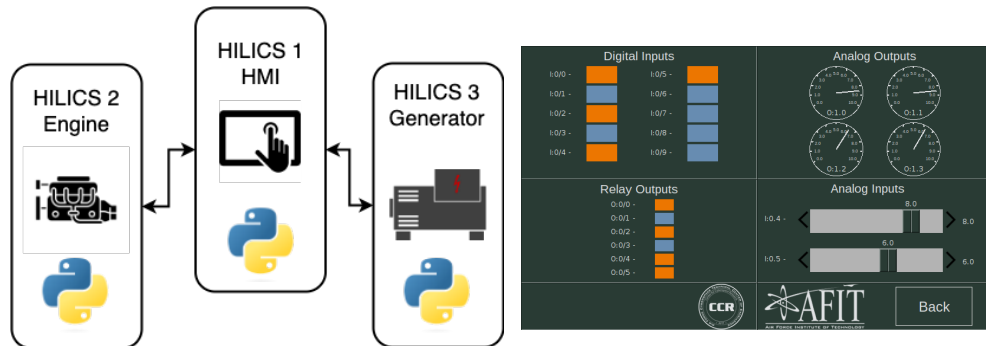 HILICS 2
Engine
HILICS 1
HMI
HILICS 3
Generator
Digital Inputs
I:0/0 -
I:0/1 -
I:0/2 -
I:0/3 -
I:0/4 -
I:0/5 -
I:0/6 -
I:0/7 -
I:0/8 -
I:0/9 -
Analog Outputs
O:1.0
O:1.1
O:1.2
O:1.3
Relay Outputs
O:0/0 -
O:0/1 -
O:0/2 -
O:0/3 -
O:0/4 -
O:0/5 -
Analog Inputs
8.0
I:0.4 -
8.0
6.0
I:0.5 -
6.0
CCR
AFIT
AIR FORCE INSTITUTE OF TECHNOLOGY
Back